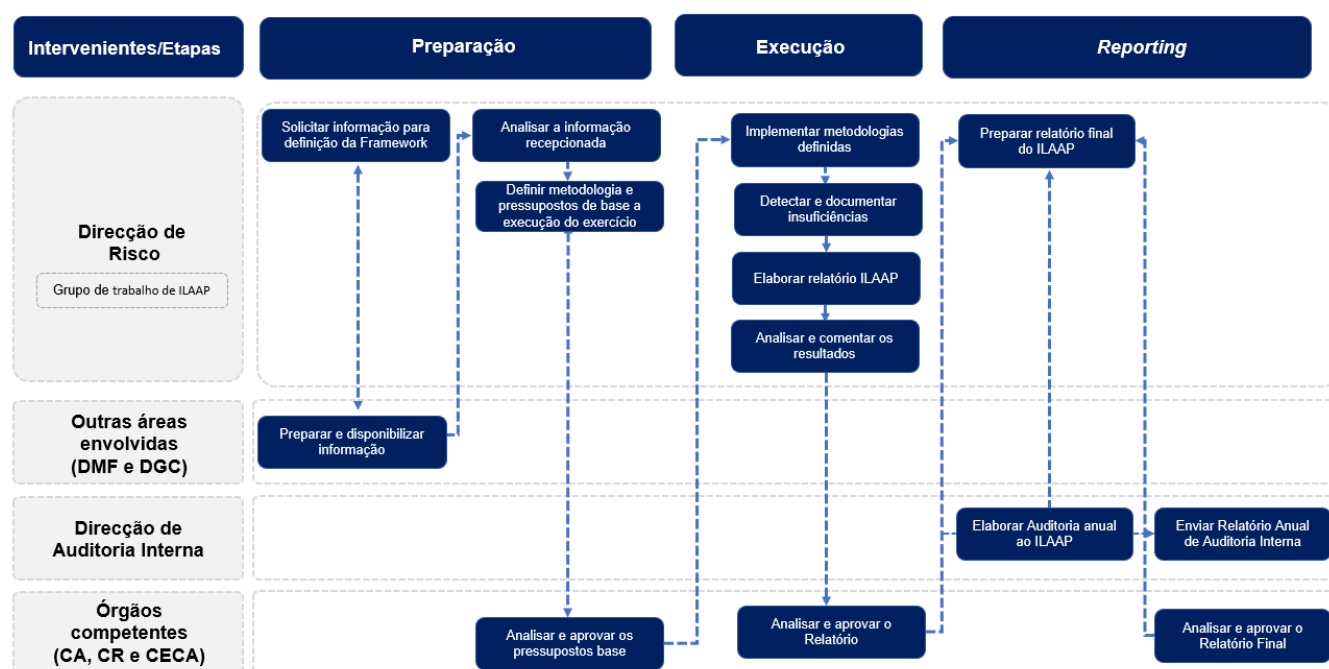 Intervenientes/Etapas
Preparação
Execução
Reporting
Direcção de
Risco
Grupo de trabalho de ILAAP
Solicitar informação para
definição da Framework
Analisar a informação
recepcionada
Definir metodologia e
pressupostos de base a
execução do exercício
Implementar metodologias
definidas
Detectar e documentar
insuficiências
Elaborar relatório ILAAP
Analisar e comentar os
resultados
Preparar relatório final
do ILAAP
Outras áreas
envolvidas
(DMF e DGC)
Preparar e disponibilizar
informação
Direcção de
Auditoria Interna
Elaborar Auditoria anual
ao ILAAP
Enviar Relatório Anual
de Auditoria Interna
Órgãos
competentes
(CA, CR e CECA)
Analisar e aprovar os
pressupostos base
Analisar e aprovar o
Relatório
Analisar e aprovar o
Relatório Final